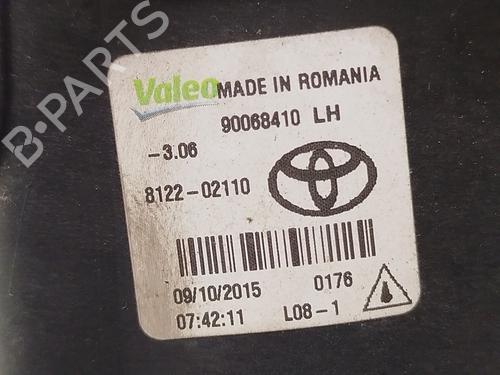 Valeo MADE IN ROMANIA
90068410 LH
-3.06
8122-02110
09/10/2015 0176
07:42:11 L08-1
B-PARTS